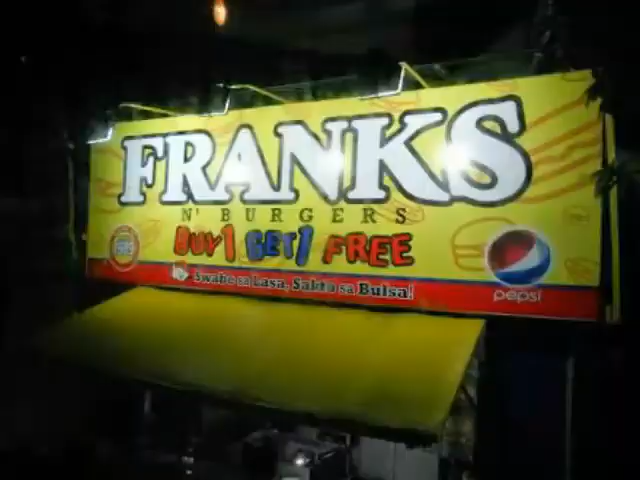 FRANKS
N' BURGERS
BUY 1 GET 1 FREE
Swabe sa Lasa, Sakto sa Bulsa!
pepsi